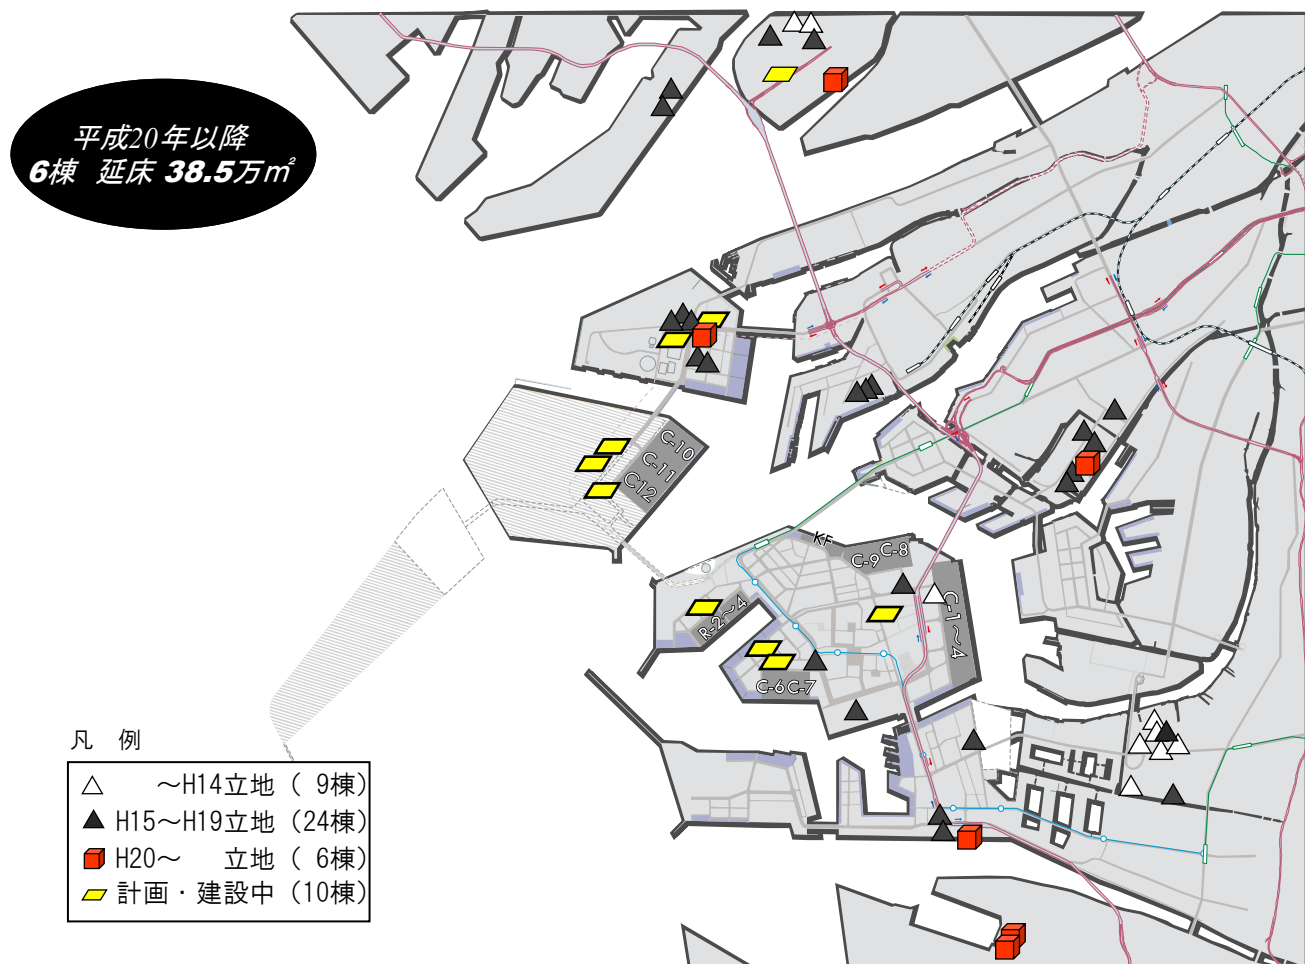 平成20年以降
6棟 延床 38.5万㎡
C-10
C-11
C12
KF
C-9
C-8
C-1～4
R-2～4
C-6
C-7
凡 例
～H14立地（ 9棟）
H15～H19立地（24棟）
H20～ 立地（ 6棟）
計画・建設中（10棟）